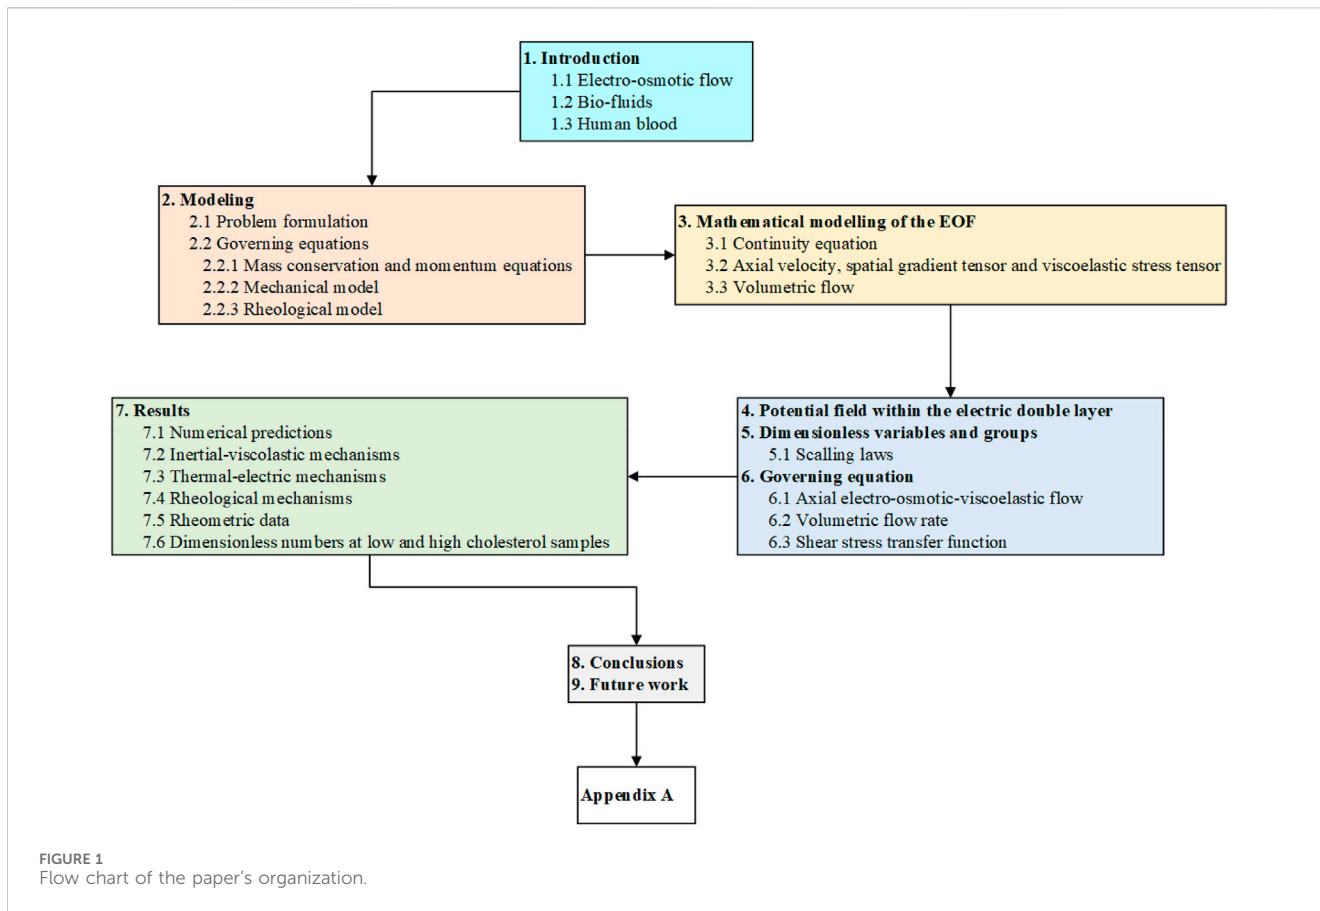 1. Introduction
1.1 Electro-osmotic flow
1.2 Bio-fluids
1.3 Human blood
2. Modeling
2.1 Problem formulation
2.2 Governing equations
2.2.1 Mass conservation and momentum equations
2.2.2 Mechanical model
2.2.3 Rheological model
3. Mathematical modelling of the EOF
3.1 Continuity equation
3.2 Axial velocity, spatial gradient tensor and viscoelastic stress tensor
3.3 Volumetric flow
4. Potential field within the electric double layer
5. Dimensionless variables and groups
5.1 Scalling laws
6. Governing equation
6.1 Axial electro-osmotic-viscoelastic flow
6.2 Volumetric flow rate
6.3 Shear stress transfer function
7. Results
7.1 Numerical predictions
7.2 Inertial-viscolastic mechanisms
7.3 Thermal-electric mechanisms
7.4 Rheological mechanisms
7.5 Rheometric data
7.6 Dimensionless numbers at low and high cholesterol samples
8. Conclusions
9. Future work
Appendix A
FIGURE 1
Flow chart of the paper's organization.